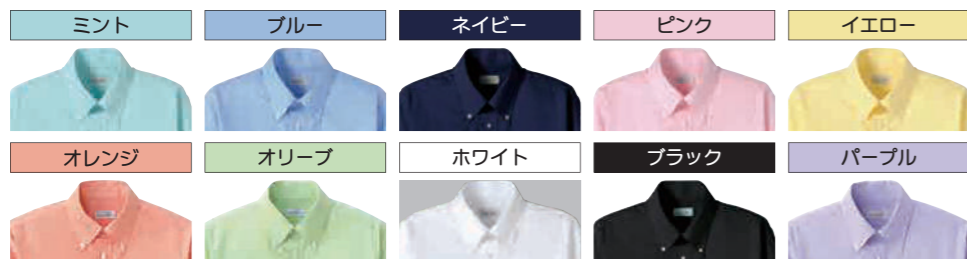 ミント
ブルー
ネイビー
ピンク
イエロー
オレンジ
オリーブ
ホワイト
ブラック
パープル